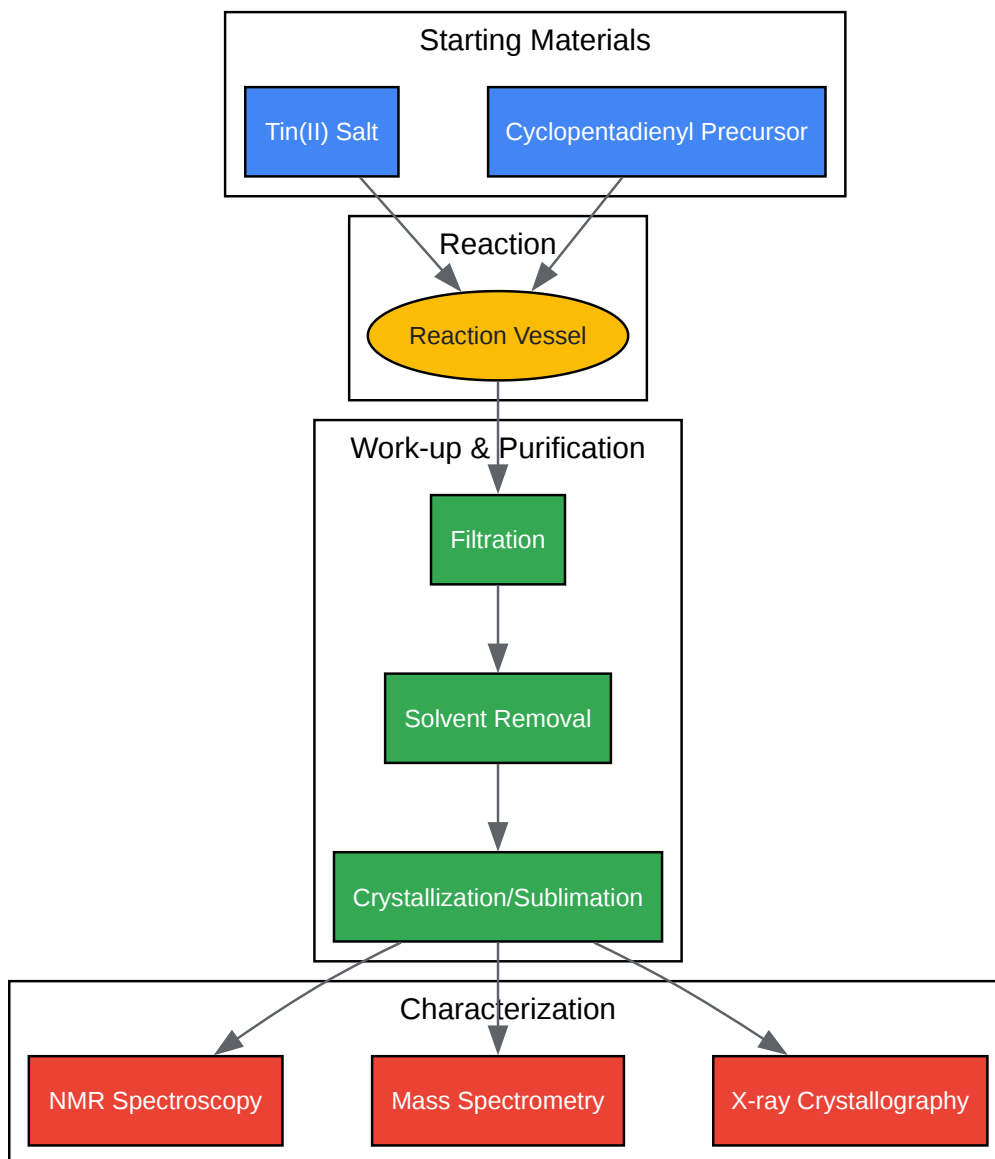 Starting Materials
Tin(II) Salt
Cyclopentadienyl Precursor
Reaction
Reaction Vessel
Work-up & Purification
Filtration
Solvent Removal
Crystallization/Sublimation
Characterization
NMR Spectroscopy
Mass Spectrometry
X-ray Crystallography